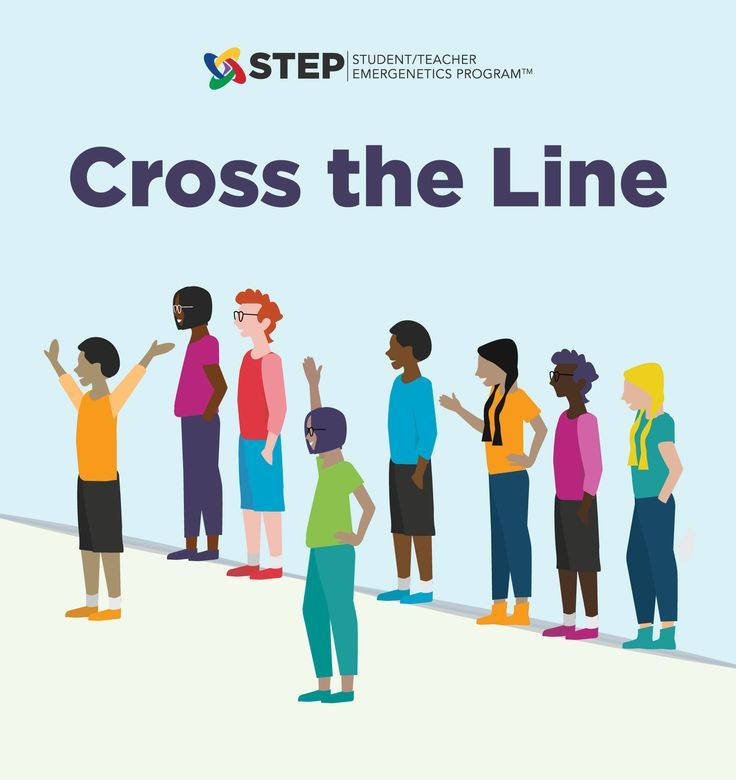 STEP
STUDENT/TEACHER
EMERGENETICS PROGRAM™
Cross the Line